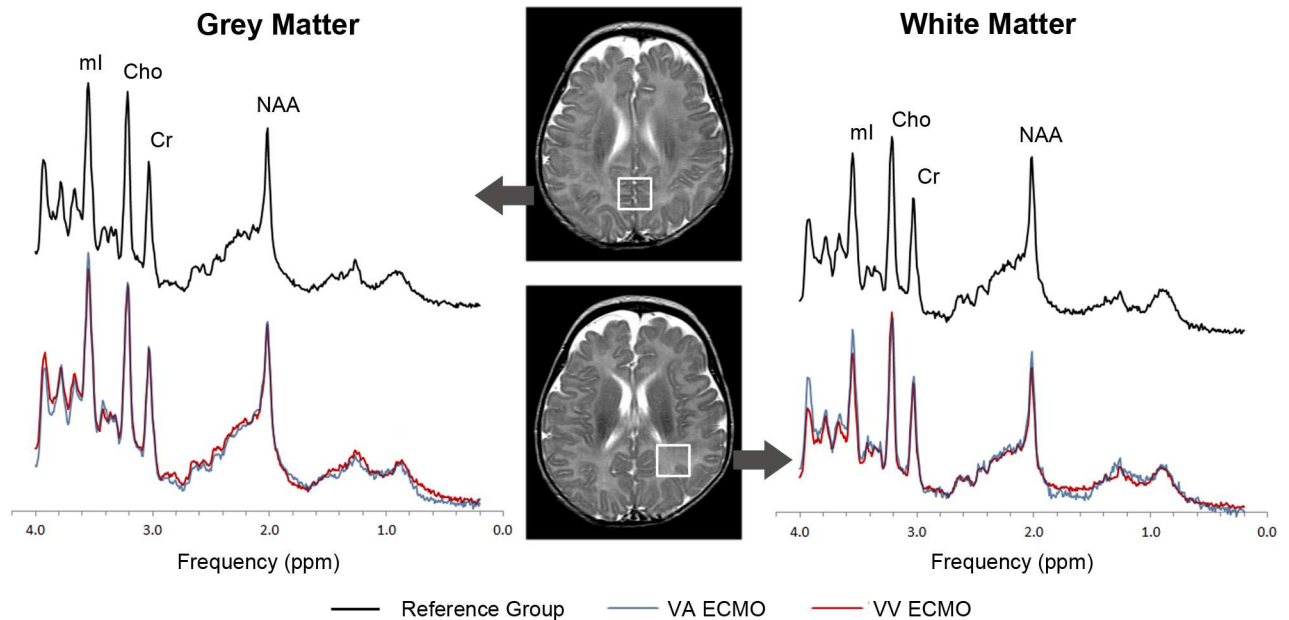 Grey Matter
White Matter
mI
Cho
Cr
NAA
mI
Cho
Cr
NAA
4.0 3.0 2.0 1.0 0.0
4.0 3.0 2.0 1.0 0.0
Frequency (ppm)
Frequency (ppm)
Reference Group VA ECMO VV ECMO